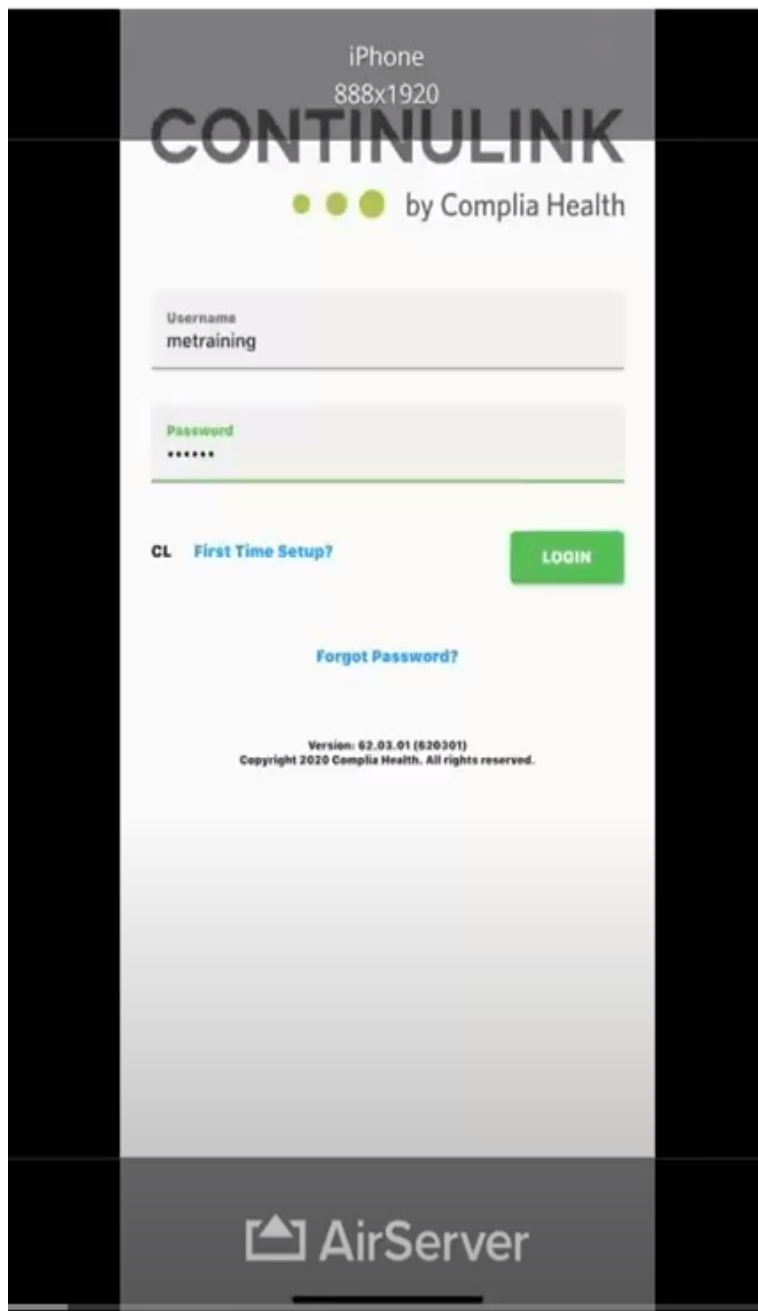 iPhone
888x1920
CONTINULINK
by Complia Health
Username
metraining
Password
••••••
CL First Time Setup?
LOGIN
Forgot Password?
Version: 62.03.01 (620301)
Copyright 2020 Complia Health. All rights reserved.
AirServer